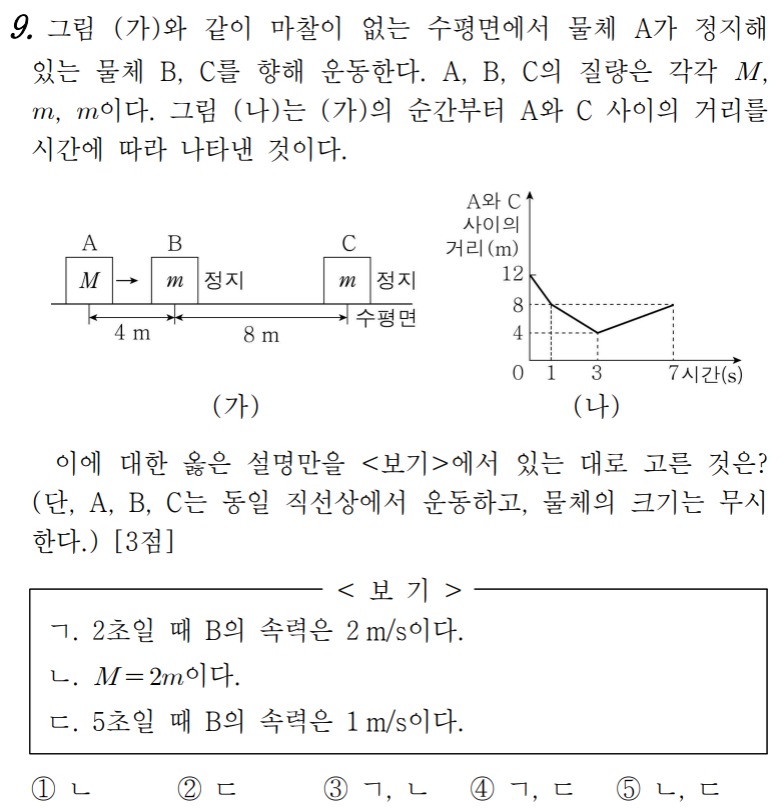 9. 그림 (가)와 같이 마찰이 없는 수평면에서 물체 A가 정지해
있는 물체 B, C를 향해 운동한다. A, B, C의 질량은 각각 M,
m, m이다. 그림 (나)는 (가)의 순간부터 A와 C 사이의 거리를
시간에 따라 나타낸 것이다.
A B C
M m 정지 m 정지
4 m 8 m 수평면
(가)
A와 C
사이의
거리(m)
12
8
4
0 1 3 7 시간(s)
(나)
이에 대한 옳은 설명만을 <보기>에서 있는 대로 고른 것은?
(단, A, B, C는 동일 직선상에서 운동하고, 물체의 크기는 무시
한다.) [3점]
< 보 기 >
ㄱ. 2초일 때 B의 속력은 2 m/s이다.
ㄴ. M=2m이다.
ㄷ. 5초일 때 B의 속력은 1 m/s이다.
① ㄴ ② ㄷ ③ ㄱ, ㄴ ④ ㄱ, ㄷ ⑤ ㄴ, ㄷ